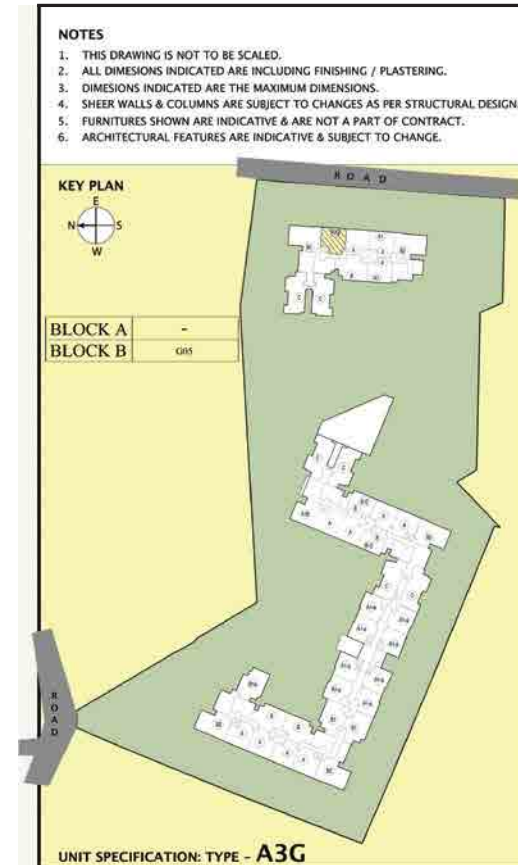 NOTES
1. THIS DRAWING IS NOT TO BE SCALED.
2. ALL DIMESIONS INDICATED ARE INCLUDING FINISHING / PLASTERING.
3. DIMESIONS INDICATED ARE THE MAXIMUM DIMENSIONS.
4. SHEER WALLS & COLUMNS ARE SUBJECT TO CHANGES AS PER STRUCTURAL DESIGN.
5. FURNITURES SHOWN ARE INDICATIVE & ARE NOT A PART OF CONTRACT.
6. ARCHITECTURAL FEATURES ARE INDICATIVE & SUBJECT TO CHANGE.
ROAD
KEY PLAN
E
N S
W
BLOCK A -
BLOCK B G05
ROAD
UNIT SPECIFICATION: TYPE - A3G